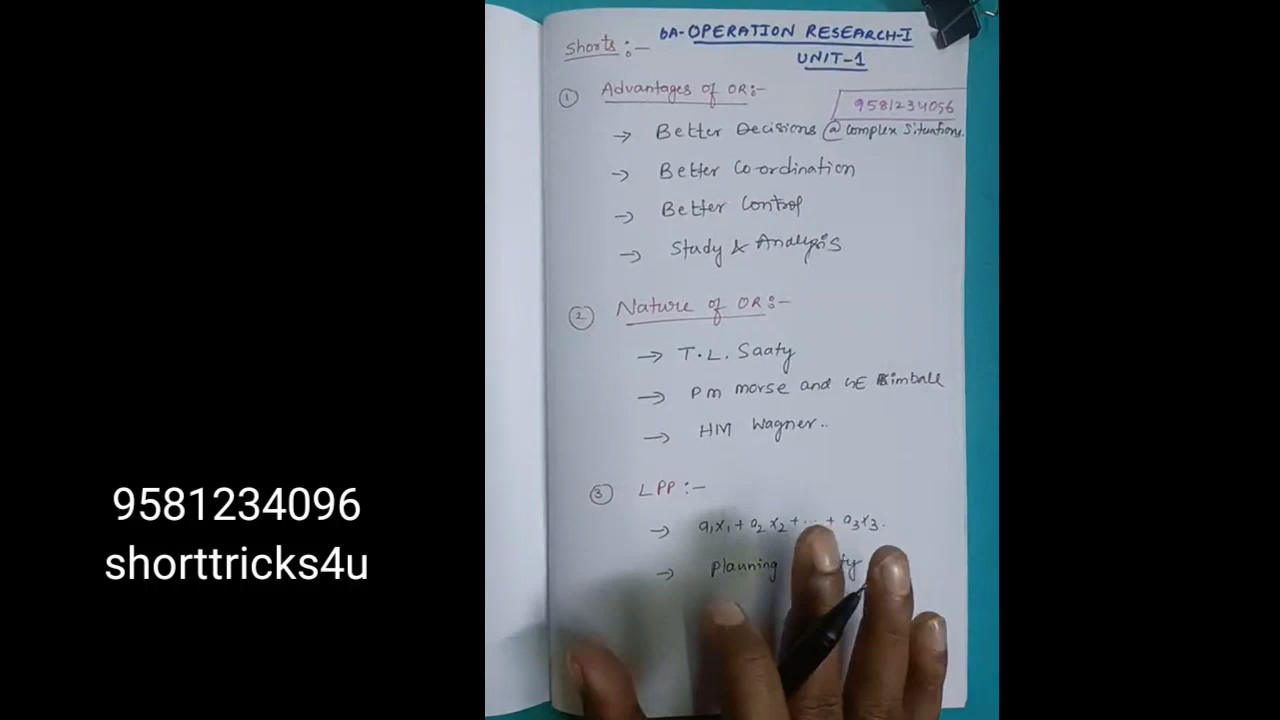 6A-OPERATION RESEARCH-I
Shorts:-
UNIT-1
① Advantages of OR:-
9581234096
→ Better Decisions @ complex situations.
→ Better Co-ordination
→ Better Control
→ Study & Analysis
② Nature of OR:-
→ T.L. Saaty
→ Pm morse and GE Kimball
→ HM Wagner..
③ LPP:-
→ a₁x₁ + a₂x₂ + ... + a₃x₃.
→ Planning
9581234096
shorttricks4u